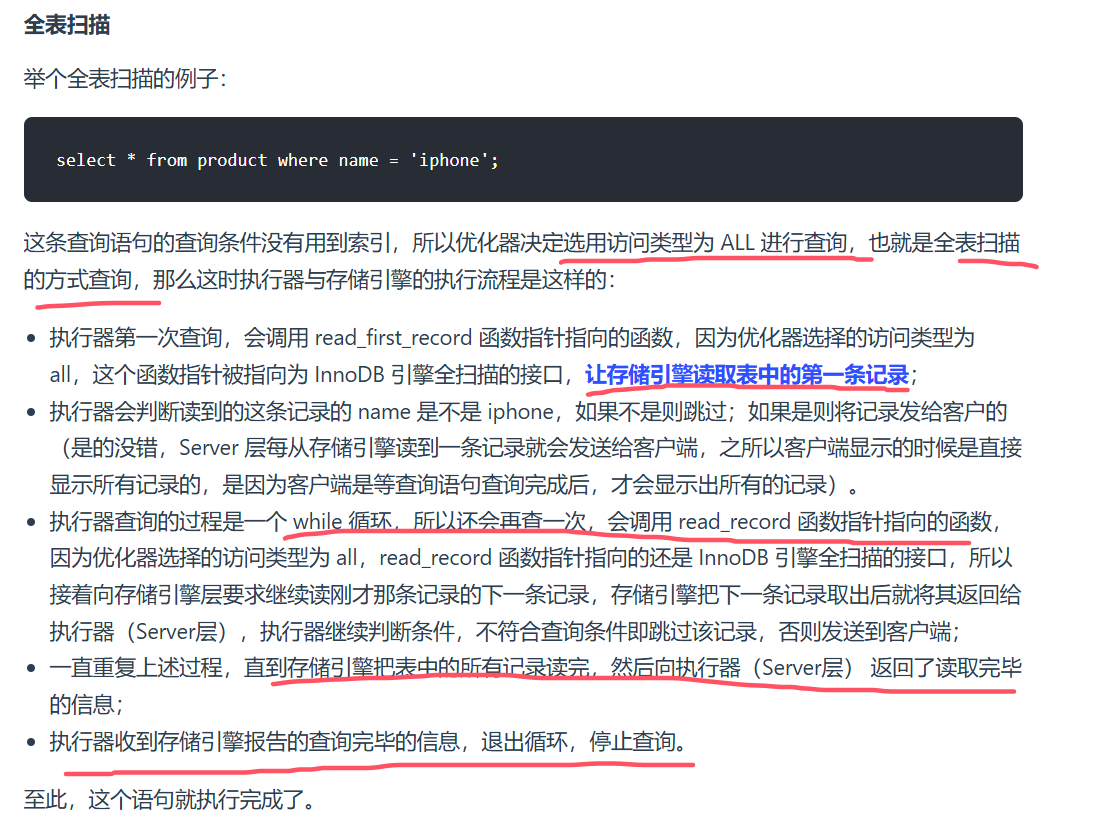 全表扫描
举个全表扫描的例子：
select * from product where name = 'iphone';
这条查询语句的查询条件没有用到索引，所以优化器决定选用访问类型为 ALL 进行查询，也就是全表扫描
的方式查询，那么这时执行器与存储引擎的执行流程是这样的：
执行器第一次查询，会调用 read_first_record 函数指针指向的函数，因为优化器选择的访问类型为
all，这个函数指针被指向为 InnoDB 引擎全扫描的接口，让存储引擎读取表中的第一条记录；
执行器会判断读到的这条记录的 name 是不是 iphone，如果不是则跳过；如果是则将记录发给客户的
（是的没错，Server 层每从存储引擎读到一条记录就会发送给客户端，之所以客户端显示的时候是直接
显示所有记录的，是因为客户端是等查询语句查询完成后，才会显示出所有的记录）。
执行器查询的过程是一个 while 循环，所以还会再查一次，会调用 read_record 函数指针指向的函数，
因为优化器选择的访问类型为 all，read_record 函数指针指向的还是 InnoDB 引擎全扫描的接口，所以
接着向存储引擎层要求继续读刚才那条记录的下一条记录，存储引擎把下一条记录取出后就将其返回给
执行器（Server层），执行器继续判断条件，不符合查询条件即跳过该记录，否则发送到客户端；
一直重复上述过程，直到存储引擎把表中的所有记录读完，然后向执行器（Server层） 返回了读取完毕
的信息；
执行器收到存储引擎报告的查询完毕的信息，退出循环，停止查询。
至此，这个语句就执行完成了。